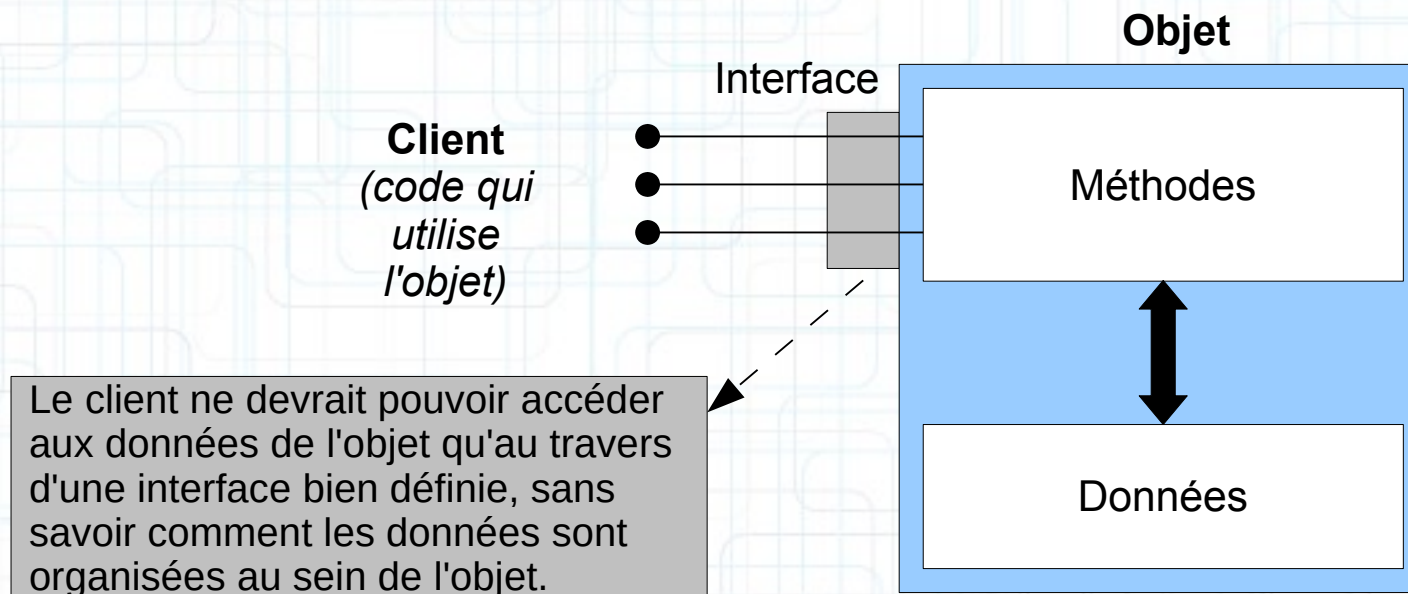 Objet
Interface
Client
(code qui
utilise
l'objet)
Méthodes
Le client ne devrait pouvoir accéder
aux données de l'objet qu'au travers
d'une interface bien définie, sans
savoir comment les données sont
organisées au sein de l'objet.
Données